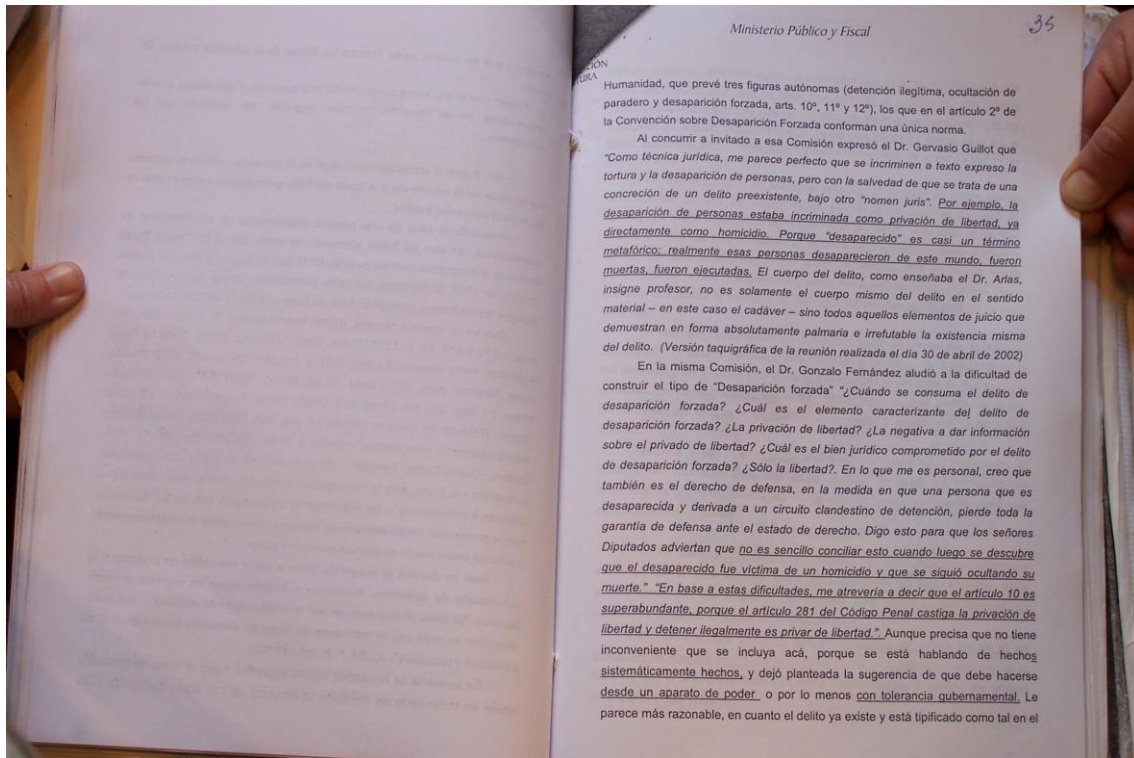 Ministerio Público y Fiscal
35
IÓN
TURA
Humanidad, que prevé tres figuras autónomas (detención ilegítima, ocultación de
paradero y desaparición forzada, arts. 10º, 11º y 12º), los que en el artículo 2º de
la Convención sobre Desaparición Forzada conforman una única norma.
Al concurrir a invitado a esa Comisión expresó el Dr. Gervasio Guillot que
“Como técnica jurídica, me parece perfecto que se incriminen a texto expreso la
tortura y la desaparición de personas, pero con la salvedad de que se trata de una
concreción de un delito preexistente, bajo otro “nomen juris”. Por ejemplo, la
desaparición de personas estaba incriminada como privación de libertad, ya
directamente como homicidio. Porque “desaparecido” es casi un término
metafórico; realmente esas personas desaparecieron de este mundo, fueron
muertas, fueron ejecutadas. El cuerpo del delito, como enseñaba el Dr. Arlas,
insigne profesor, no es solamente el cuerpo mismo del delito en el sentido
material – en este caso el cadáver – sino todos aquellos elementos de juicio que
demuestran en forma absolutamente palmaria e irrefutable la existencia misma
del delito. (Versión taquigráfica de la reunión realizada el día 30 de abril de 2002)
En la misma Comisión, el Dr. Gonzalo Fernández aludió a la dificultad de
construir el tipo de “Desaparición forzada” “¿Cuándo se consuma el delito de
desaparición forzada? ¿Cuál es el elemento caracterizante del delito de
desaparición forzada? ¿La privación de libertad? ¿La negativa a dar información
sobre el privado de libertad? ¿Cuál es el bien jurídico comprometido por el delito
de desaparición forzada? ¿Sólo la libertad?. En lo que me es personal, creo que
también es el derecho de defensa, en la medida en que una persona que es
desaparecida y derivada a un circuito clandestino de detención, pierde toda la
garantía de defensa ante el estado de derecho. Digo esto para que los señores
Diputados adviertan que no es sencillo conciliar esto cuando luego se descubre
que el desaparecido fue víctima de un homicidio y que se siguió ocultando su
muerte.” “En base a estas dificultades, me atrevería a decir que el artículo 10 es
superabundante, porque el artículo 281 del Código Penal castiga la privación de
libertad y detener ilegalmente es privar de libertad.”. Aunque precisa que no tiene
inconveniente que se incluya acá, porque se está hablando de hechos
sistemáticamente hechos, y dejó planteada la sugerencia de que debe hacerse
desde un aparato de poder o por lo menos con tolerancia gubernamental. Le
parece más razonable, en cuanto el delito ya existe y está tipificado como tal en el